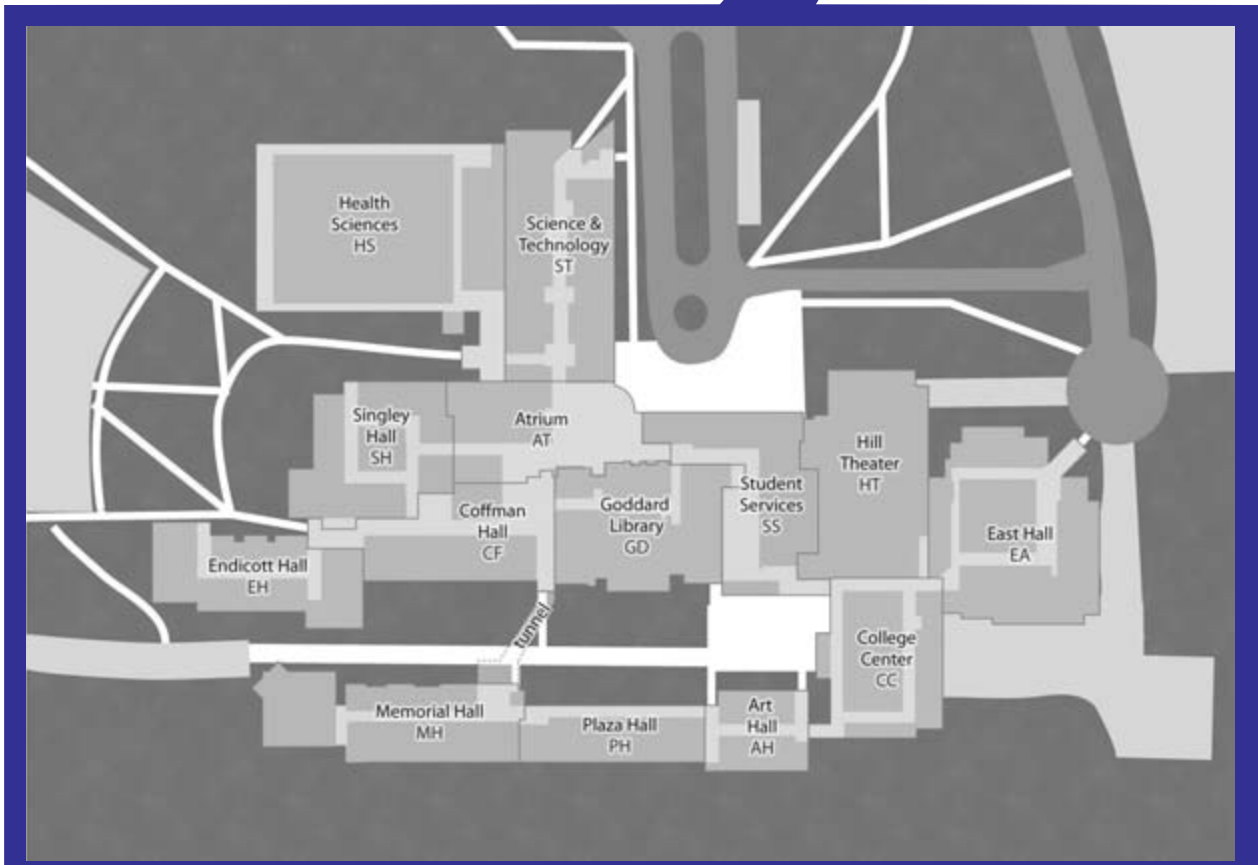 Health
Sciences
HS
Science &
Technology
ST
Singley
Hall
SH
Atrium
AT
Hill
Theater
HT
Coffman
Hall
CF
Goddard
Library
GD
Student
Services
SS
East Hall
EA
Endicott Hall
EH
tunnel
College
Center
CC
Memorial Hall
MH
Plaza Hall
PH
Art
Hall
AH